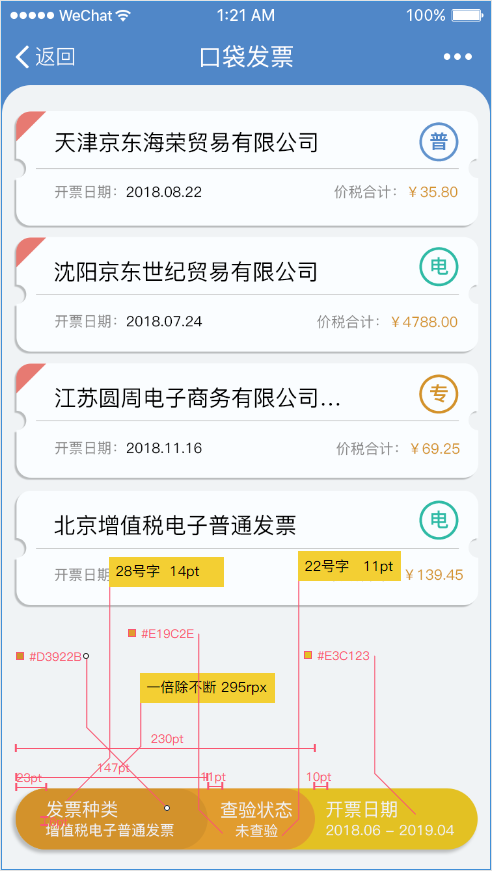 WeChat 1:21 AM 100%
返回 口袋发票
天津京东海荣贸易有限公司 普
开票日期：2018.08.22 价税合计：￥35.80
沈阳京东世纪贸易有限公司 电
开票日期：2018.07.24 价税合计：￥4788.00
江苏圆周电子商务有限公司... 专
开票日期：2018.11.16 价税合计：￥69.25
北京增值税电子普通发票 电
28号字 14pt
22号字 11pt
开票日期 ￥139.45
#E19C2E
#D3922B
#E3C123
一倍除不断 295rpx
230pt
147pt
23pt 11pt 10pt
发票种类 查验状态 开票日期
增值税电子普通发票 未查验 2018.06 – 2019.04